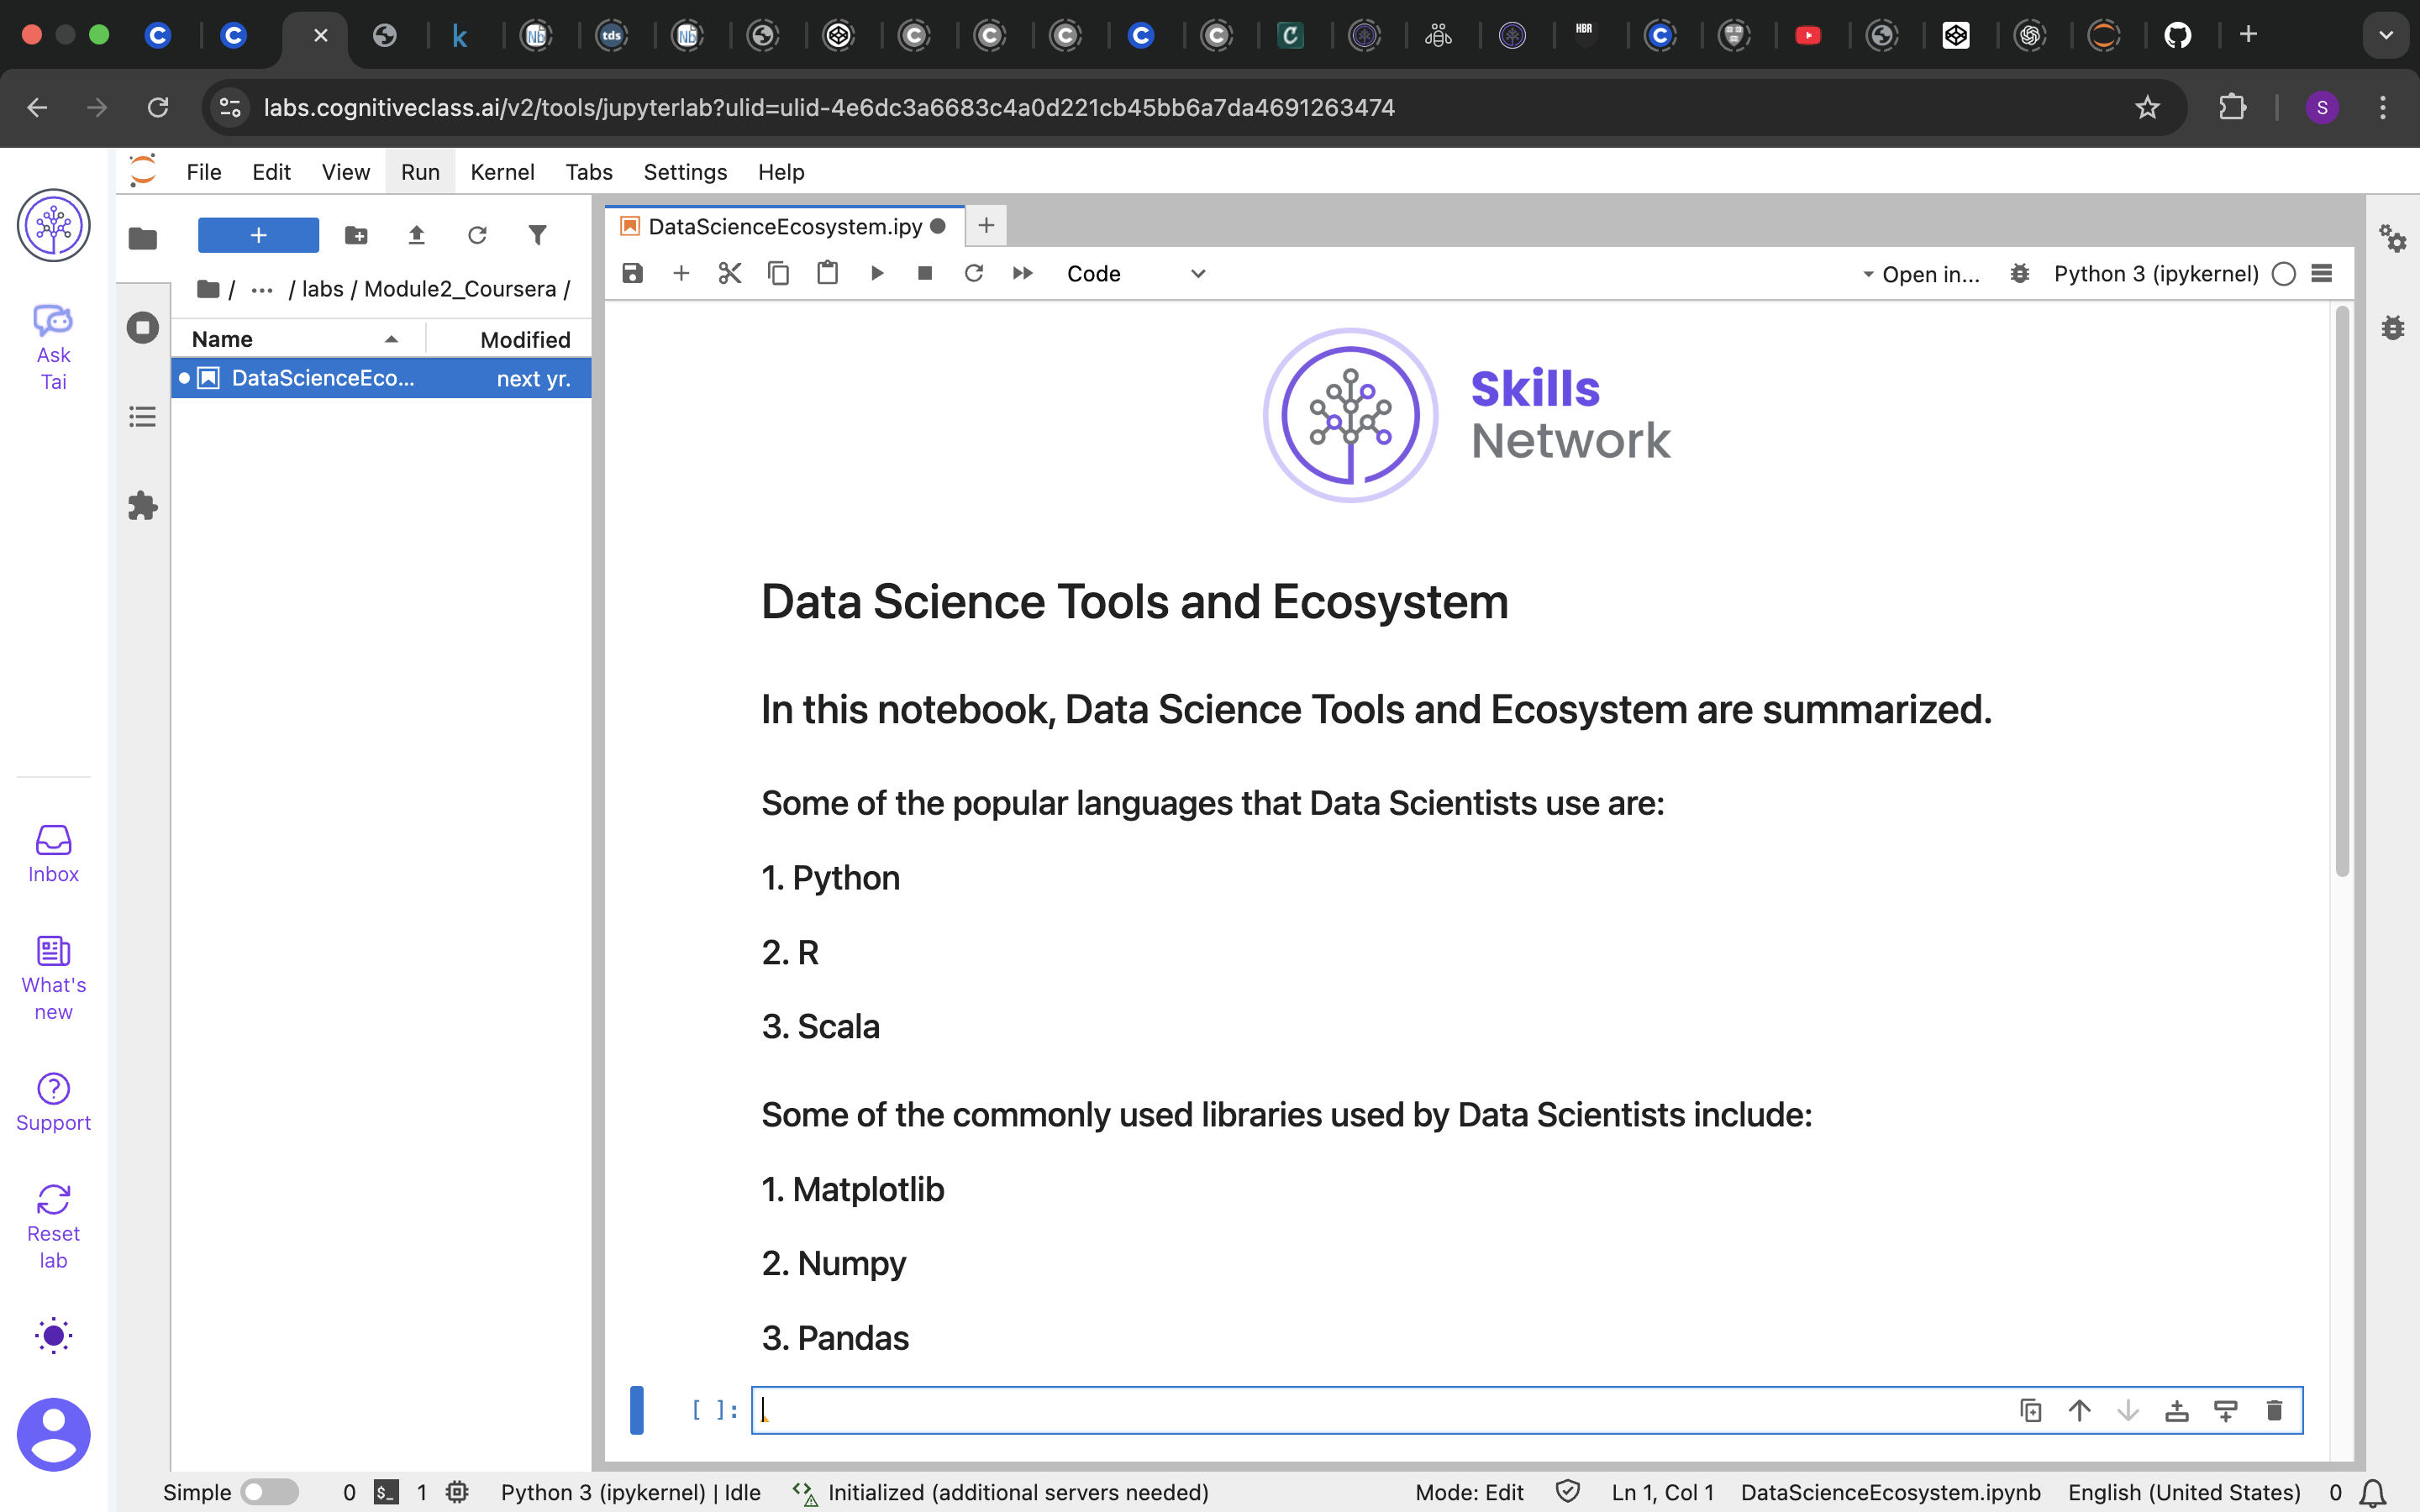 labs.cognitiveclass.ai/v2/tools/jupyterlab?ulid=ulid-4e6dc3a6683c4a0d221cb45bb6a7da4691263474
S
File Edit View Run Kernel Tabs Settings Help
Ask
Tai
Inbox
What's
new
Support
Reset
lab
/ ... / labs / Module2_Coursera /
Name Modified
DataScienceEco... next yr.
DataScienceEcosystem.ipy
Code
Open in...
Python 3 (ipykernel)
Skills
Network
Data Science Tools and Ecosystem
In this notebook, Data Science Tools and Ecosystem are summarized.
Some of the popular languages that Data Scientists use are:
1. Python
2. R
3. Scala
Some of the commonly used libraries used by Data Scientists include:
1. Matplotlib
2. Numpy
3. Pandas
[ ]:
Simple 0 $_ 1 Python 3 (ipykernel) | Idle Initialized (additional servers needed) Mode: Edit Ln 1, Col 1 DataScienceEcosystem.ipynb English (United States) 0